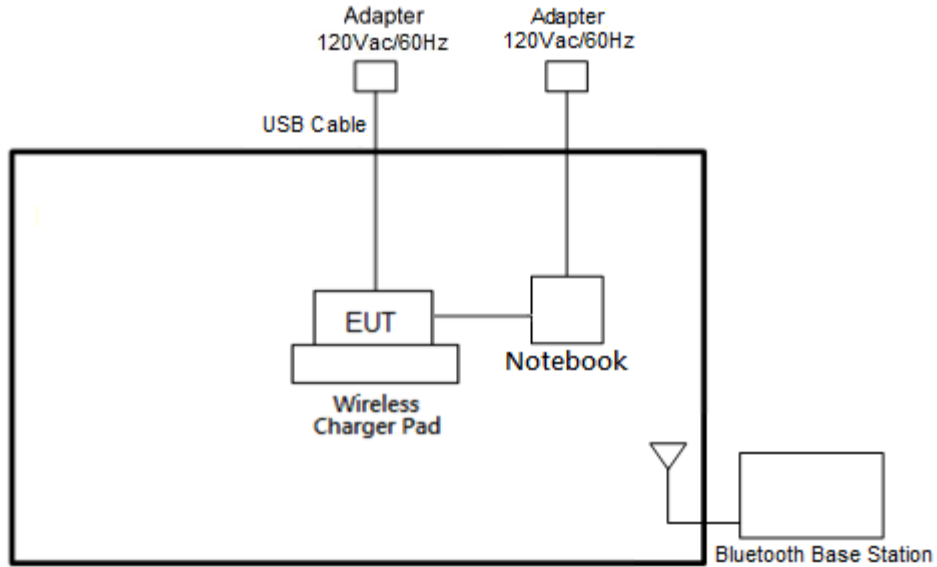 Adapter
120Vac/60Hz
Adapter
120Vac/60Hz
USB Cable
EUT
Notebook
Wireless
Charger Pad
Bluetooth Base Station